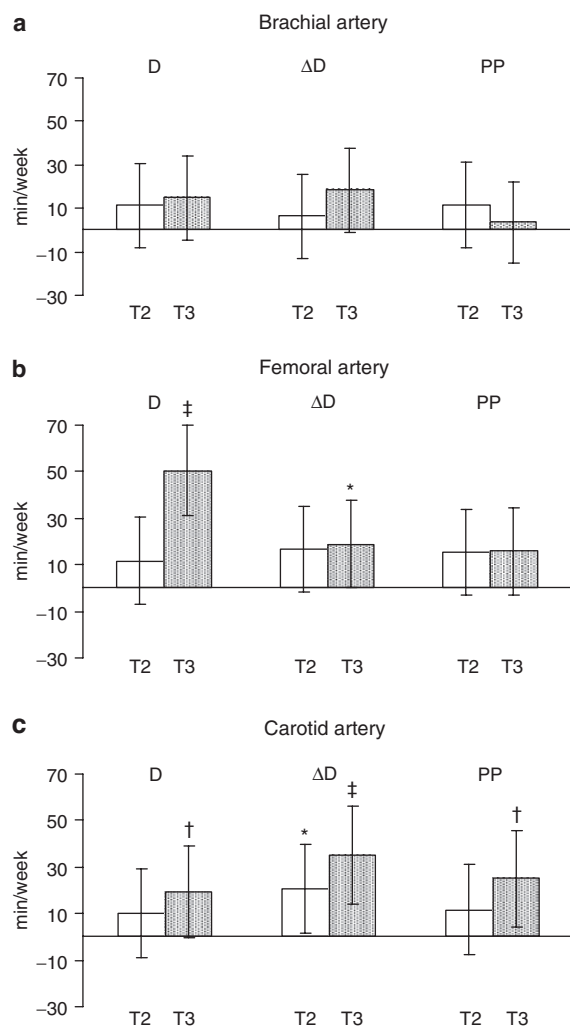 a Brachial artery
D ΔD PP
70
50
30
10
−10
−30
min/week
T2 T3 T2 T3 T2 T3
b Femoral artery
D ΔD PP
‡
*
70
50
30
10
−10
−30
min/week
T2 T3 T2 T3 T2 T3
c Carotid artery
D ΔD PP
† * ‡ †
70
50
30
10
−10
−30
min/week
T2 T3 T2 T3 T2 T3